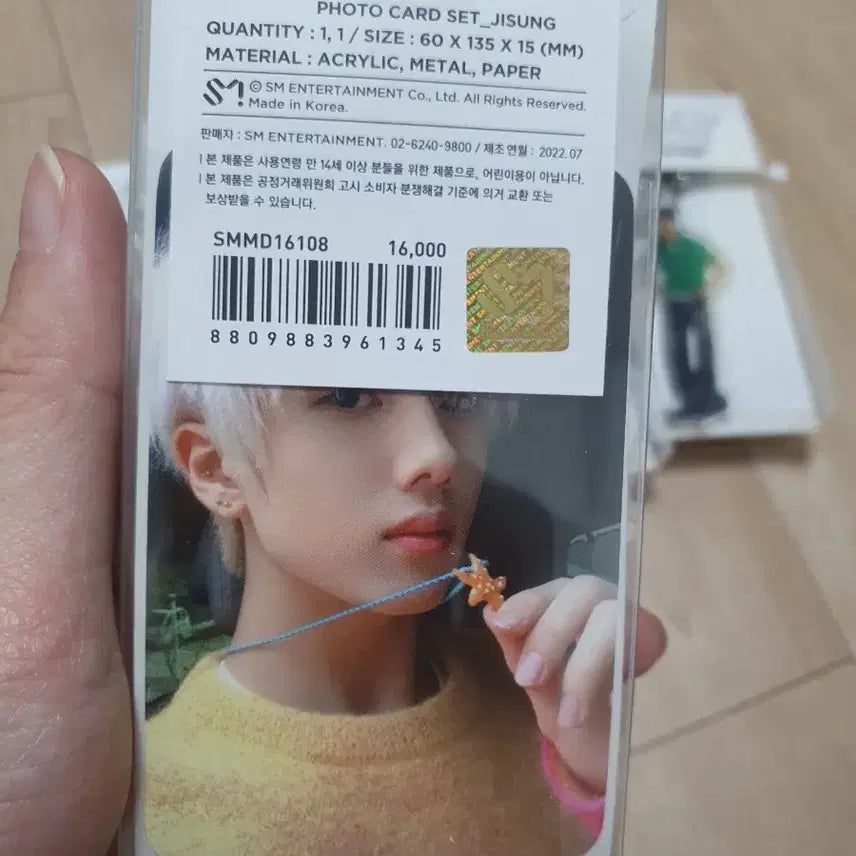 PHOTO CARD SET_JISUNG
QUANTITY : 1, 1 / SIZE : 60 X 135 X 15 (MM)
MATERIAL : ACRYLIC, METAL, PAPER
SM © SM ENTERTAINMENT Co., Ltd. All Rights Reserved.
Made in Korea.
판매자 : SM ENTERTAINMENT. 02-6240-9800 / 제조연월 : 2022.07
| 본 제품은 사용연령 만 14세 이상 분들을 위한 제품으로, 어린이용이 아닙니다.
| 본 제품은 공정거래위원회 고시 소비자 분쟁해결 기준에 의거 교환 또는
보상받을 수 있습니다.
SMMD16108 16,000
8809883961345
SM